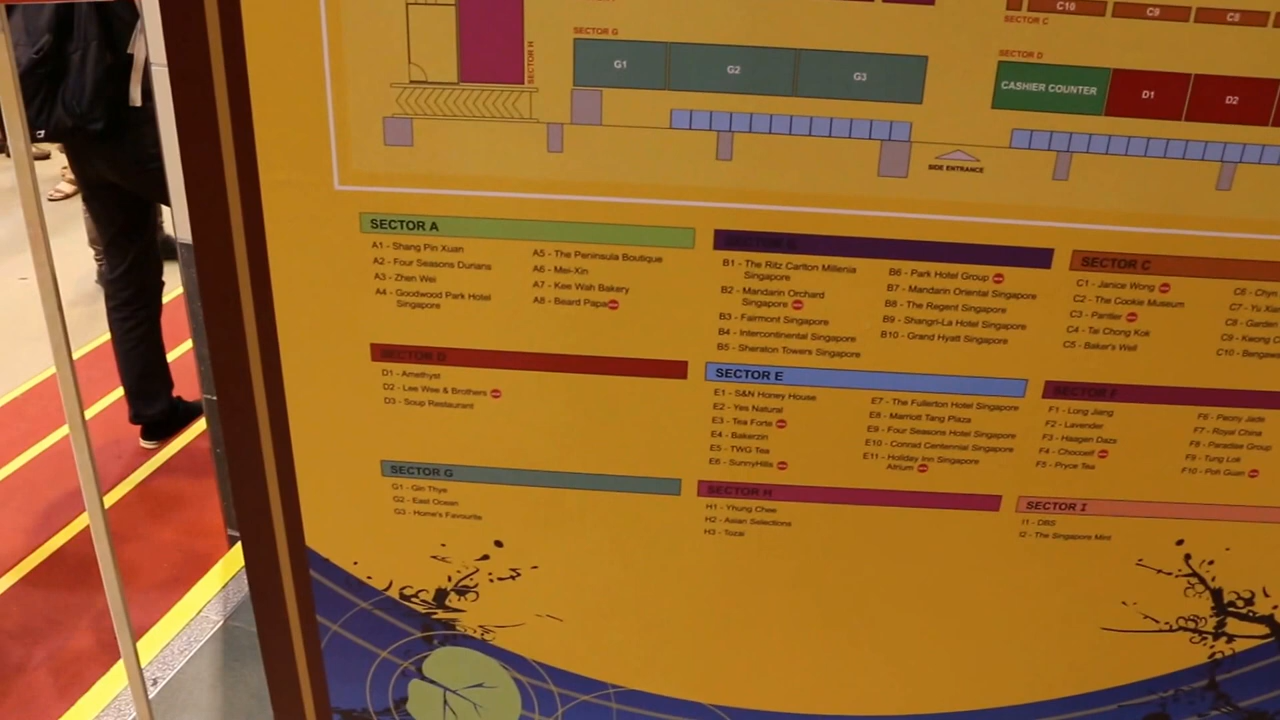 C10
C9
C8
SECTOR C
SECTOR G
SECTOR H
G1
G2
G3
SECTOR D
CASHIER COUNTER
D1
D2
SIDE ENTRANCE
SECTOR A
A1 - Shang Pin Xuan
A2 - Four Seasons Durians
A3 - Zhen Wei
A4 - Goodwood Park Hotel
Singapore
A5 - The Peninsula Boutique
A6 - Mei-Xin
A7 - Kee Wah Bakery
A8 - Beard Papa
B1 - The Ritz Carlton Millenia
Singapore
B2 - Mandarin Orchard
Singapore
B3 - Fairmont Singapore
B4 - Intercontinental Singapore
B5 - Sheraton Towers Singapore
B6 - Park Hotel Group
B7 - Mandarin Oriental Singapore
B8 - The Regent Singapore
B9 - Shangri-La Hotel Singapore
B10 - Grand Hyatt Singapore
SECTOR C
C1 - Janice Wong
C2 - The Cookie Museum
C3 - Pantler
C4 - Tai Chong Kok
C5 - Baker's Well
C6 - Chyn
C7 - Yu Xia
C8 - Garden
C9 - Kwong C
C10 - Bengaw
SECTOR D
D1 - Amethyst
D2 - Lee Wee & Brothers
D3 - Soup Restaurant
SECTOR E
E1 - S&N Honey House
E2 - Yes Natural
E3 - Tea Forte
E4 - Bakerzin
E5 - TWG Tea
E6 - SunnyHills
E7 - The Fullerton Hotel Singapore
E8 - Marriott Tang Plaza
E9 - Four Seasons Hotel Singapore
E10 - Conrad Centennial Singapore
E11 - Holiday Inn Singapore
Atrium
SECTOR F
F1 - Long Jiang
F2 - Lavender
F3 - Haagen Dazs
F4 - Chocoelf
F5 - Pryce Tea
F6 - Peony Jade
F7 - Royal China
F8 - Paradise Group
F9 - Tung Lok
F10 - Poh Guan
SECTOR G
G1 - Gin Thye
G2 - East Ocean
G3 - Home's Favourite
SECTOR H
H1 - Yhung Chee
H2 - Asian Selections
H3 - Tozai
SECTOR I
I1 - DBS
I2 - The Singapore Mint